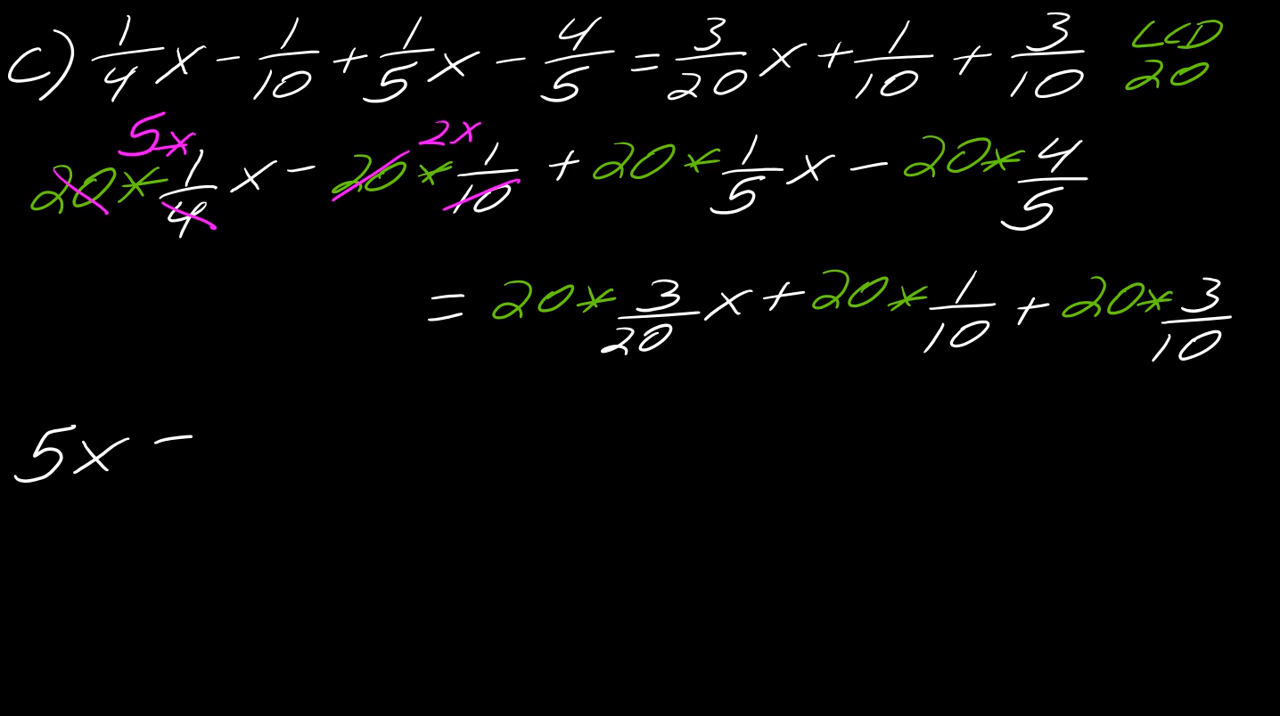 c) 1/4 x - 1/10 + 1/5 x - 4/5 = 3/20 x + 1/10 + 3/10 LCD 20
5x 2x
20 * 1/4 x - 20 * 1/10 + 20 * 1/5 x - 20 * 4/5
= 20 * 3/20 x + 20 * 1/10 + 20 * 3/10
5x -